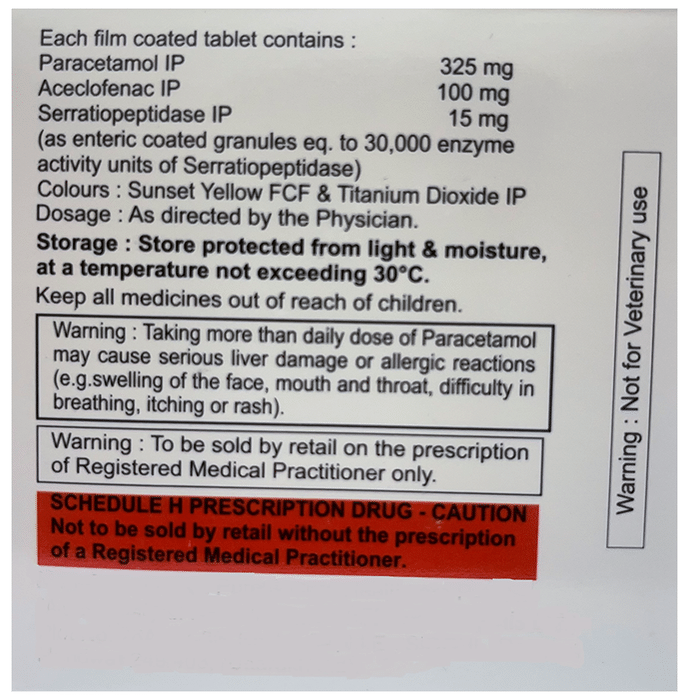 Each film coated tablet contains :
Paracetamol IP 325 mg
Aceclofenac IP 100 mg
Serratiopeptidase IP 15 mg
(as enteric coated granules eq. to 30,000 enzyme
activity units of Serratiopeptidase)
Colours : Sunset Yellow FCF & Titanium Dioxide IP
Dosage : As directed by the Physician.
Storage : Store protected from light & moisture,
at a temperature not exceeding 30°C.
Keep all medicines out of reach of children.
Warning : Taking more than daily dose of Paracetamol
may cause serious liver damage or allergic reactions
(e.g.swelling of the face, mouth and throat, difficulty in
breathing, itching or rash).
Warning : To be sold by retail on the prescription
of Registered Medical Practitioner only.
SCHEDULE H PRESCRIPTION DRUG - CAUTION
Not to be sold by retail without the prescription
of a Registered Medical Practitioner.
Warning : Not for Veterinary use